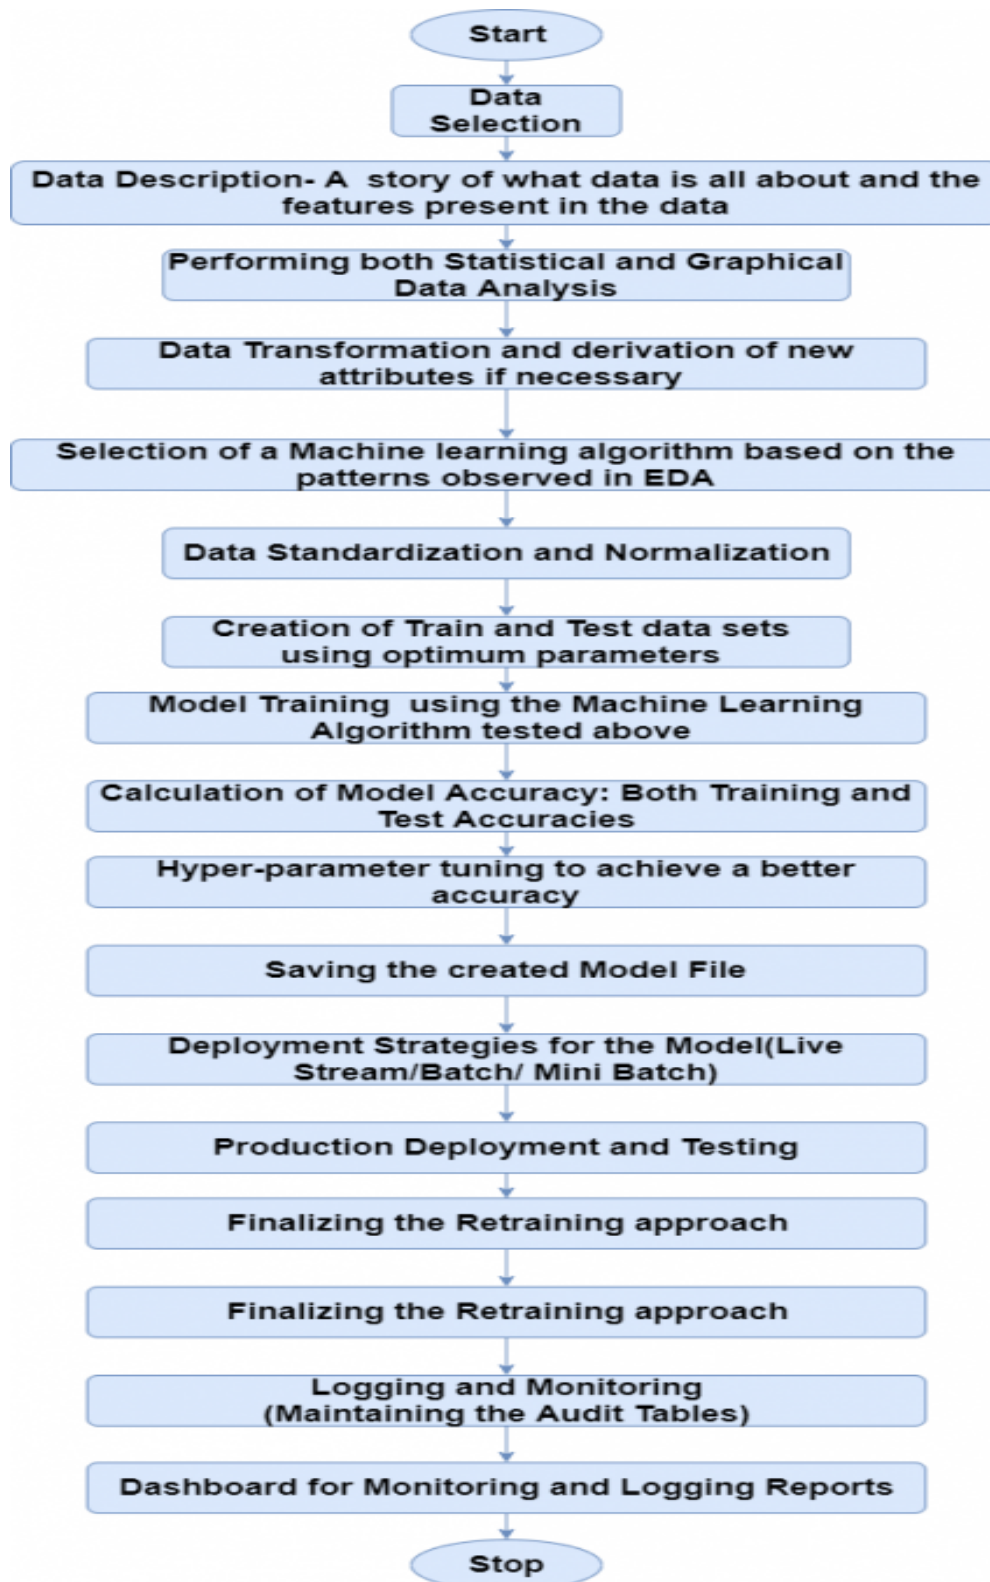 Start
Data
Selection
Data Description- A  story of what data is all about and the
features present in the data
Performing both Statistical and Graphical
Data Analysis
Data Transformation and derivation of new
attributes if necessary
Selection of a Machine learning algorithm based on the
patterns observed in EDA
Data Standardization and Normalization
Creation of Train and Test data sets
using optimum parameters
Model Training  using the Machine Learning
Algorithm tested above
Calculation of Model Accuracy: Both Training and
Test Accuracies
Hyper-parameter tuning to achieve a better
accuracy
Saving the created Model File
Deployment Strategies for the Model(Live
Stream/Batch/ Mini Batch)
Production Deployment and Testing
Finalizing the Retraining approach
Finalizing the Retraining approach
Logging and Monitoring
(Maintaining the Audit Tables)
Dashboard for Monitoring and Logging Reports
Stop